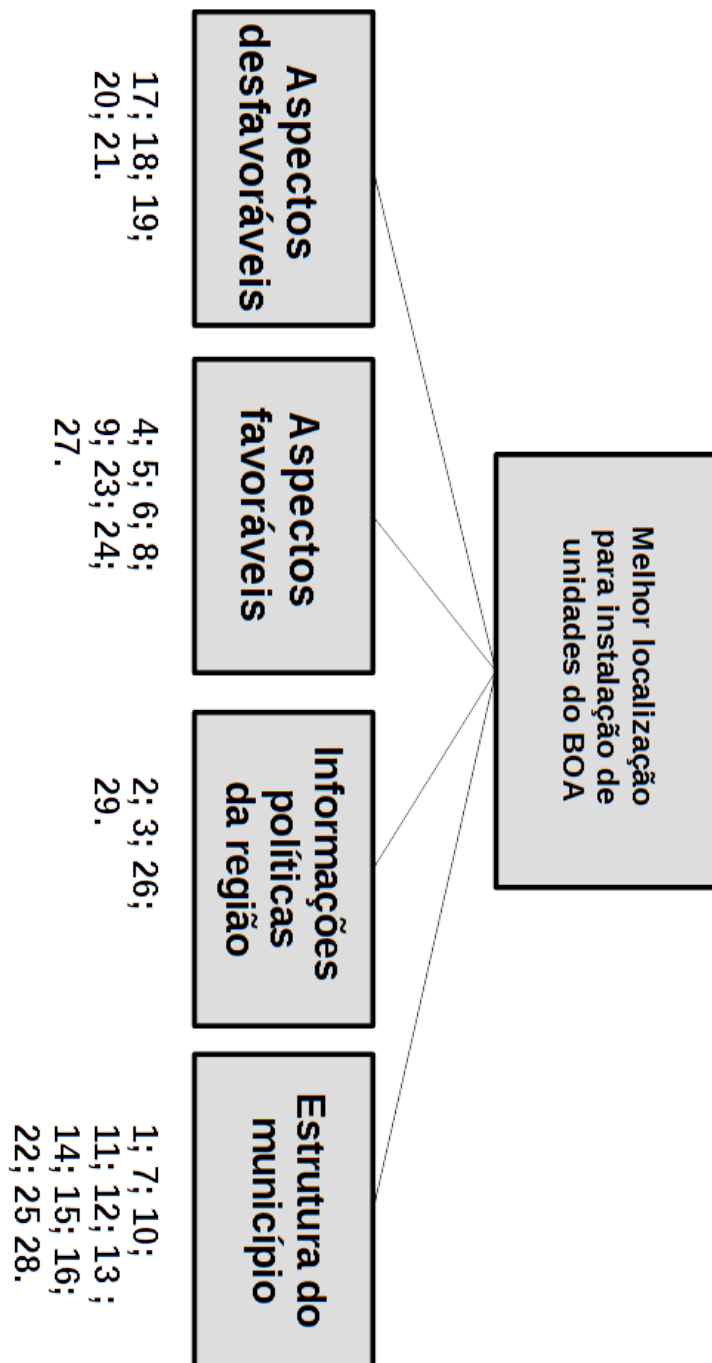 Melhor localização
para instalação de
unidades do BOA
Aspectos
desfavoráveis
17; 18; 19;
20; 21.
Aspectos
favoráveis
4; 5; 6; 8;
9; 23; 24;
27.
Informações
políticas
da região
2; 3; 26;
29.
Estrutura do
município
1; 7; 10;
11; 12; 13 ;
14; 15; 16;
22; 25 28.